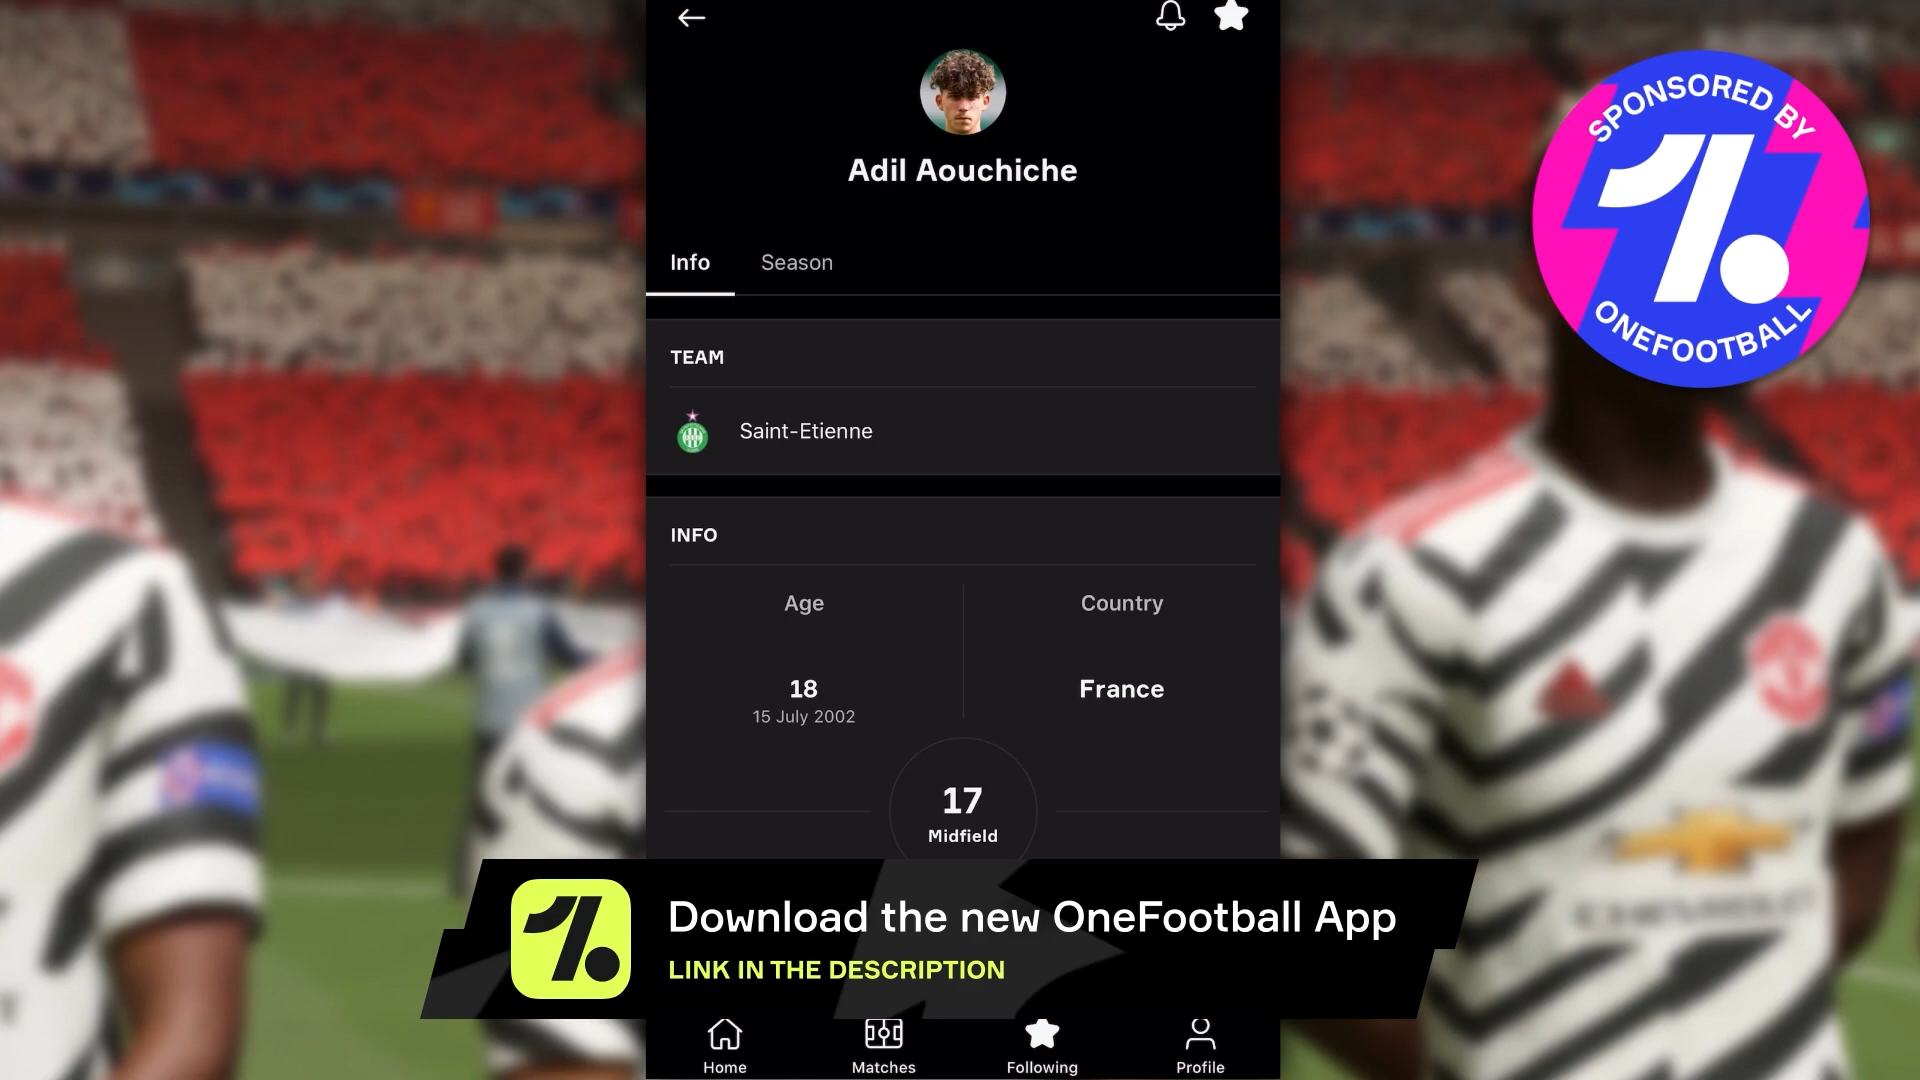 Adil Aouchiche
Info
Season
TEAM
Saint-Etienne
INFO
Age
Country
18
France
15 July 2002
17
Midfield
SPONSORED BY
ONEFOOTBALL
CHEVROLET
Download the new OneFootball App
LINK IN THE DESCRIPTION
Home
Matches
Following
Profile